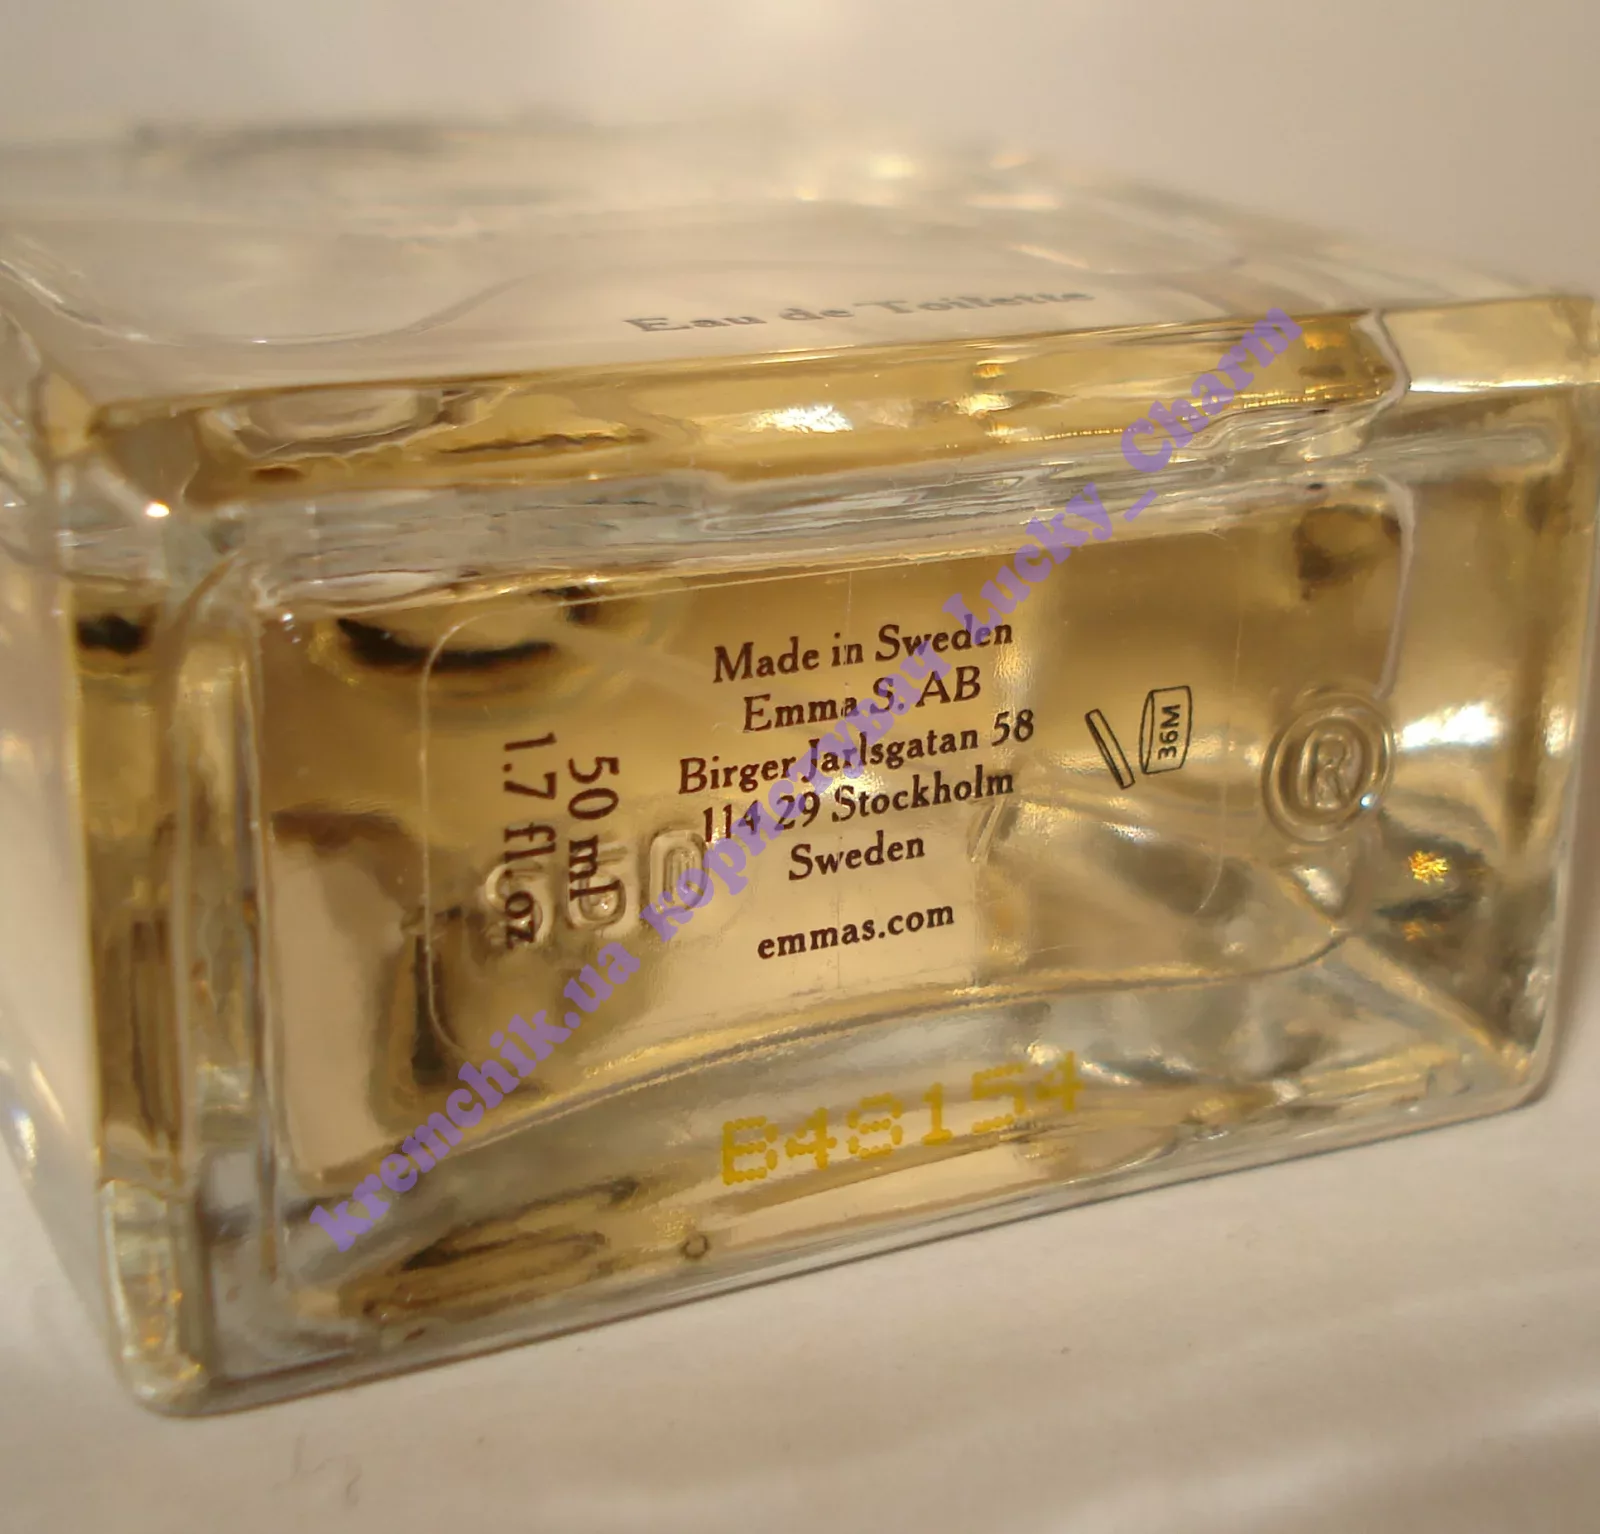 Eau de Toilette
Made in Sweden
Emma S. AB
Birger Jarlsgatan 58
114 29 Stockholm
Sweden
emmas.com
50 ml
1.7 fl oz
36M
®
B48154
kremchik.ua користувач Lucky_Charm